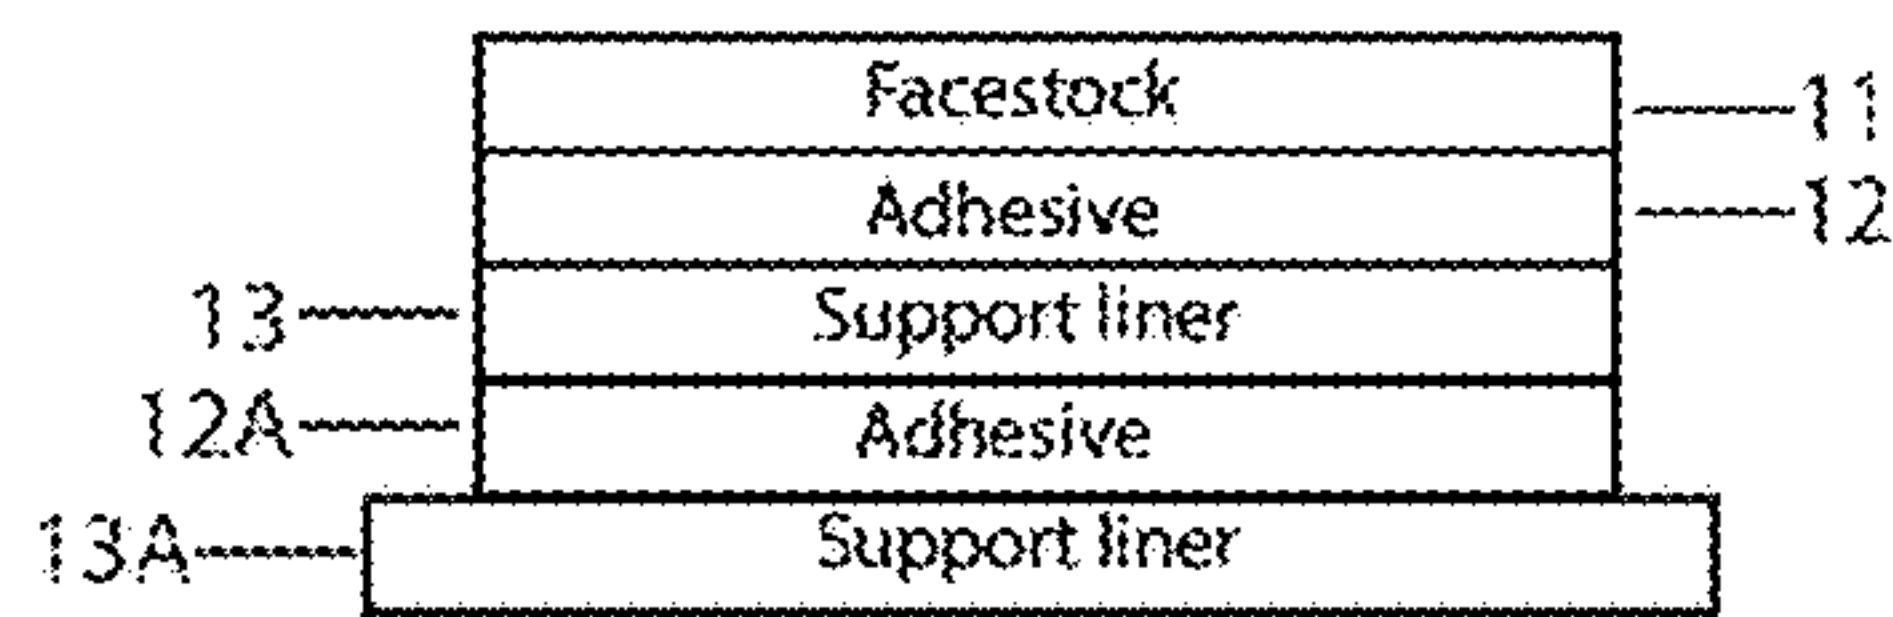 Facestock 11
Adhesive 12
13 Support liner
12A Adhesive
13A Support liner